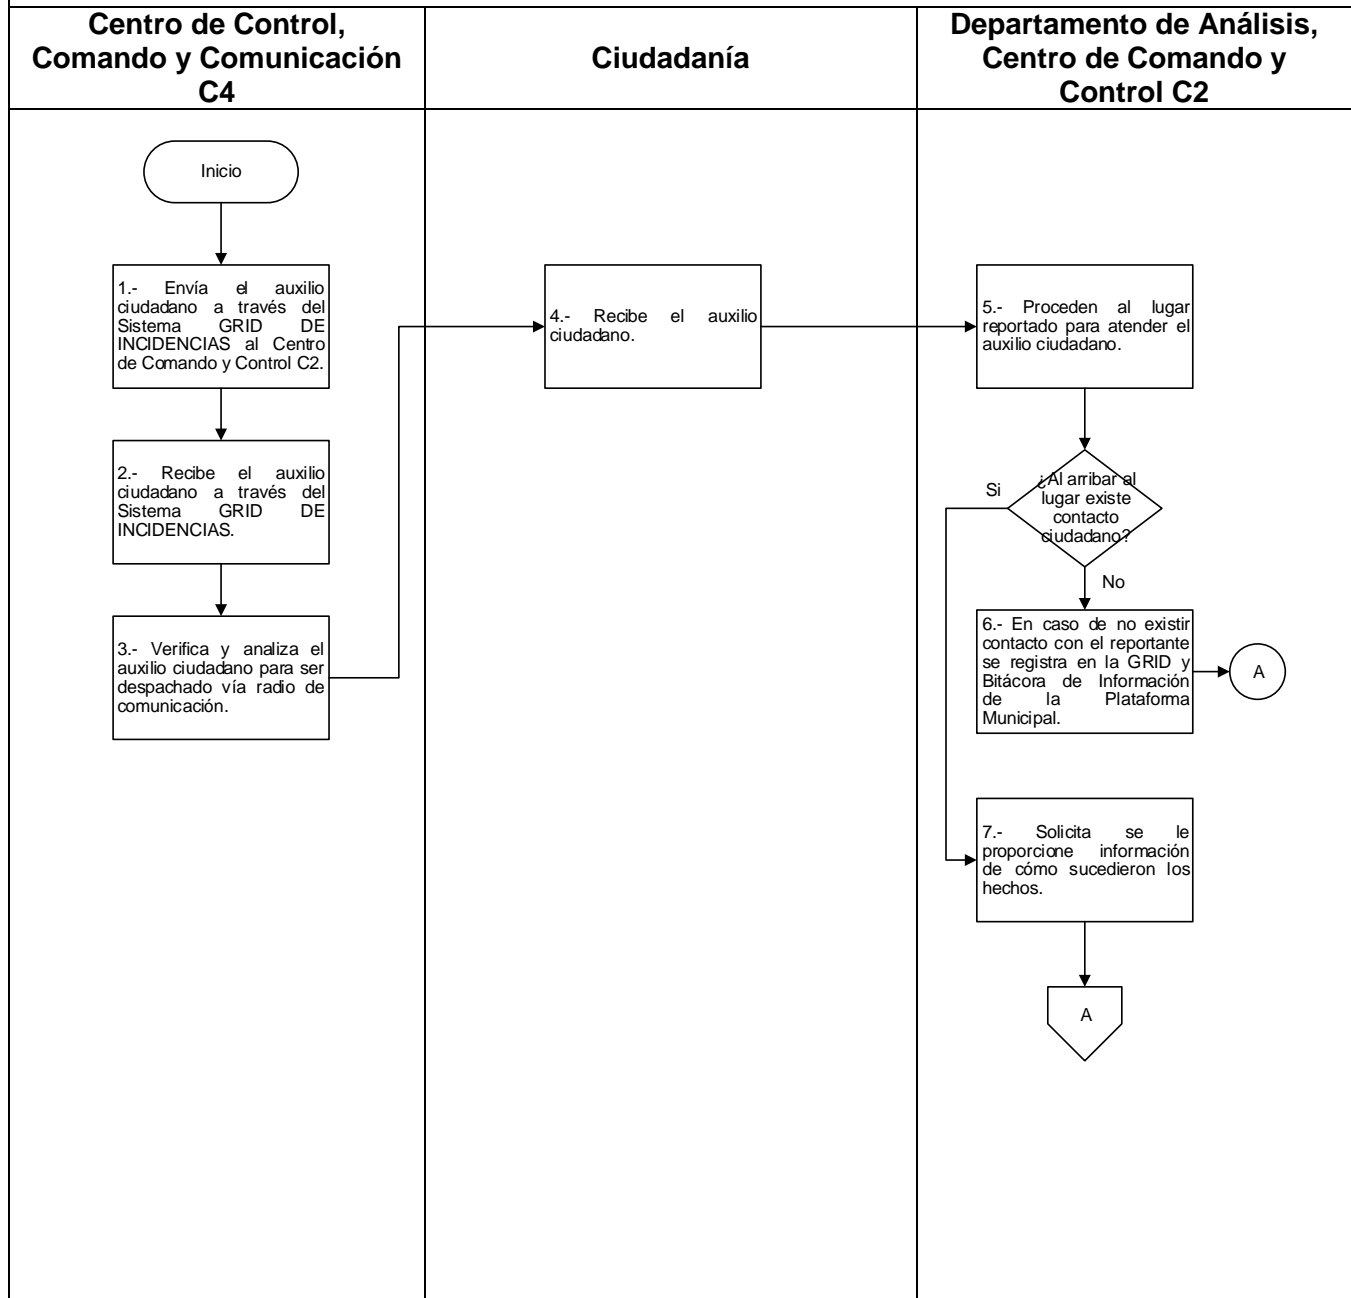 Centro de Control,
Comando y Comunicación
C4
Ciudadanía
Departamento de Análisis,
Centro de Comando y
Control C2
Inicio
1.- Envía el auxilio
ciudadano a través del
Sistema GRID DE
INCIDENCIAS al Centro
de Comando y Control C2.
2.- Recibe el auxilio
ciudadano a través del
Sistema GRID DE
INCIDENCIAS.
3.- Verifica y analiza el
auxilio ciudadano para ser
despachado vía radio de
comunicación.
4.- Recibe el auxilio
ciudadano.
5.- Proceden al lugar
reportado para atender el
auxilio ciudadano.
¿Al arribar al
lugar existe
contacto
ciudadano?
Si
No
6.- En caso de no existir
contacto con el reportante
se registra en la GRID y
Bitácora de Información
de la Plataforma
Municipal.
A
7.- Solicita se le
proporcione información
de cómo sucedieron los
hechos.
A